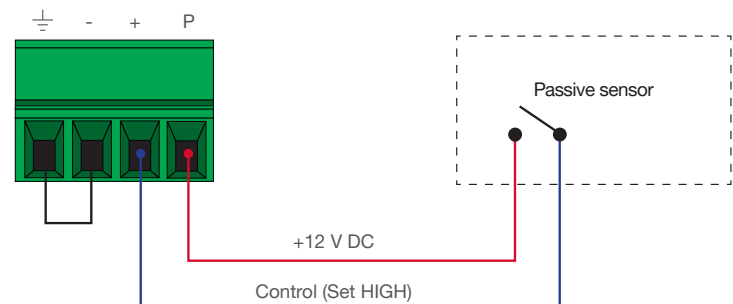 - + P
Passive sensor
+12 V DC
Control (Set HIGH)